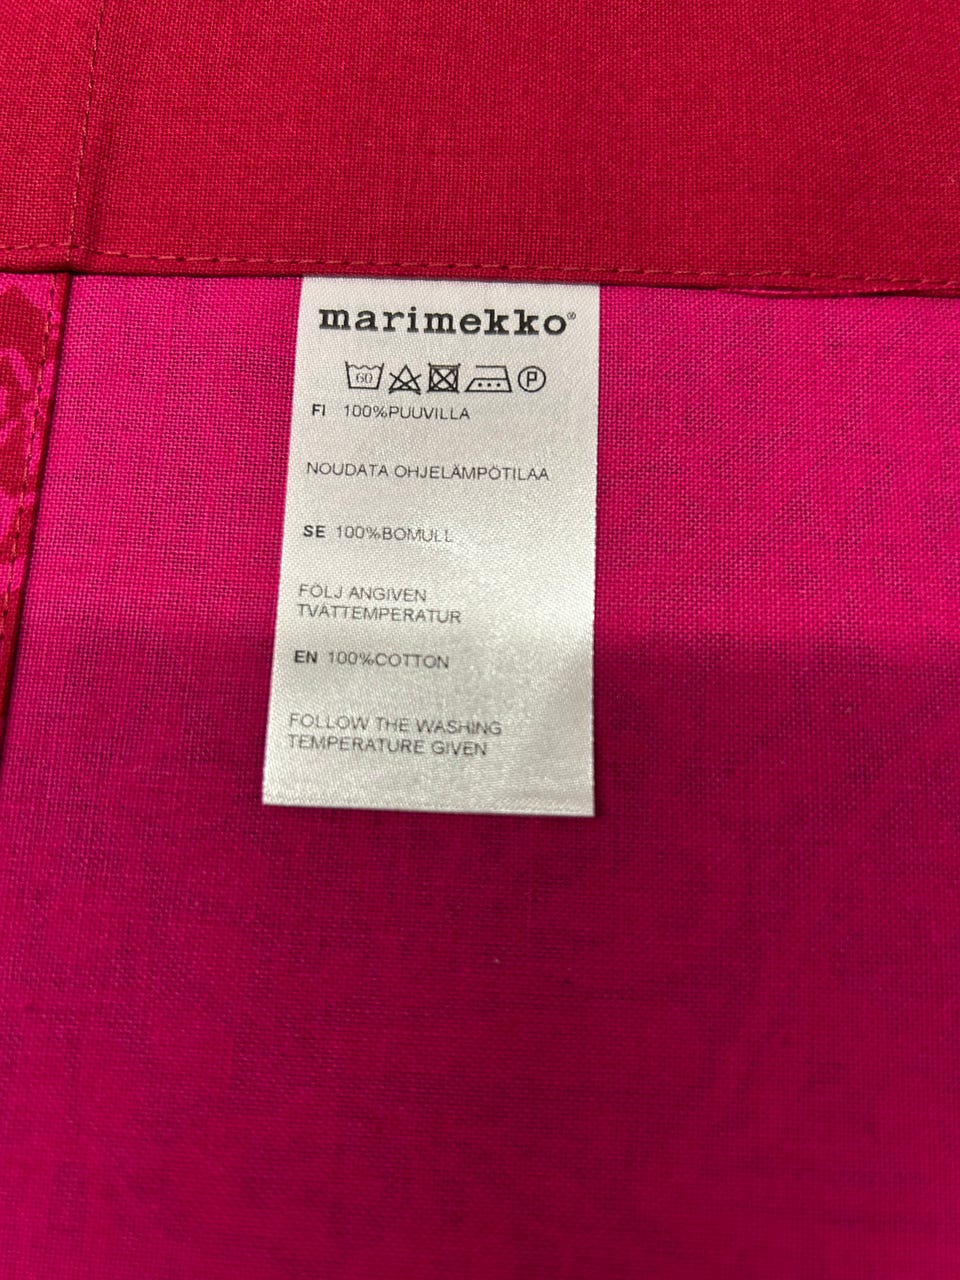 marimekko®
60 P
FI 100%PUUVILLA
NOUDATA OHJELÄMPÖTILAA
SE 100%BOMULL
FÖLJ ANGIVEN
TVÄTTEMPERATUR
EN 100%COTTON
FOLLOW THE WASHING
TEMPERATURE GIVEN